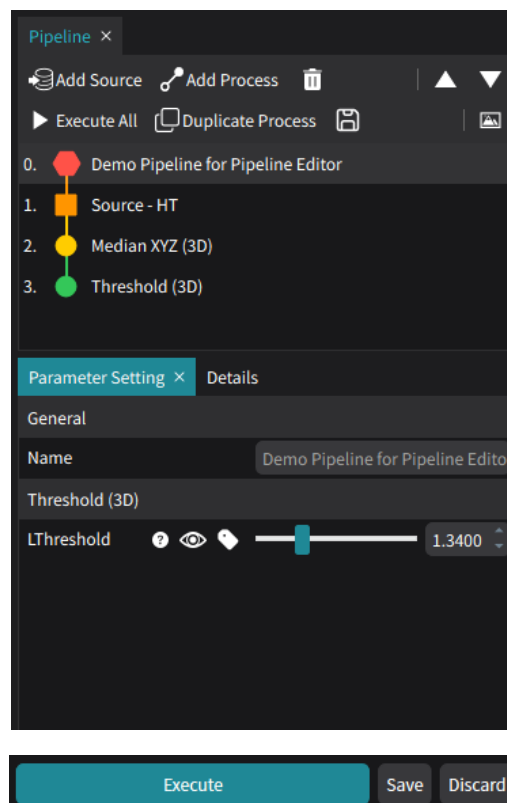 Pipeline ×
Add Source Add Process
Execute All Duplicate Process
0. Demo Pipeline for Pipeline Editor
1. Source - HT
2. Median XYZ (3D)
3. Threshold (3D)
Parameter Setting × Details
General
Name Demo Pipeline for Pipeline Edito
Threshold (3D)
LThreshold ? 1.3400
Execute Save Discard